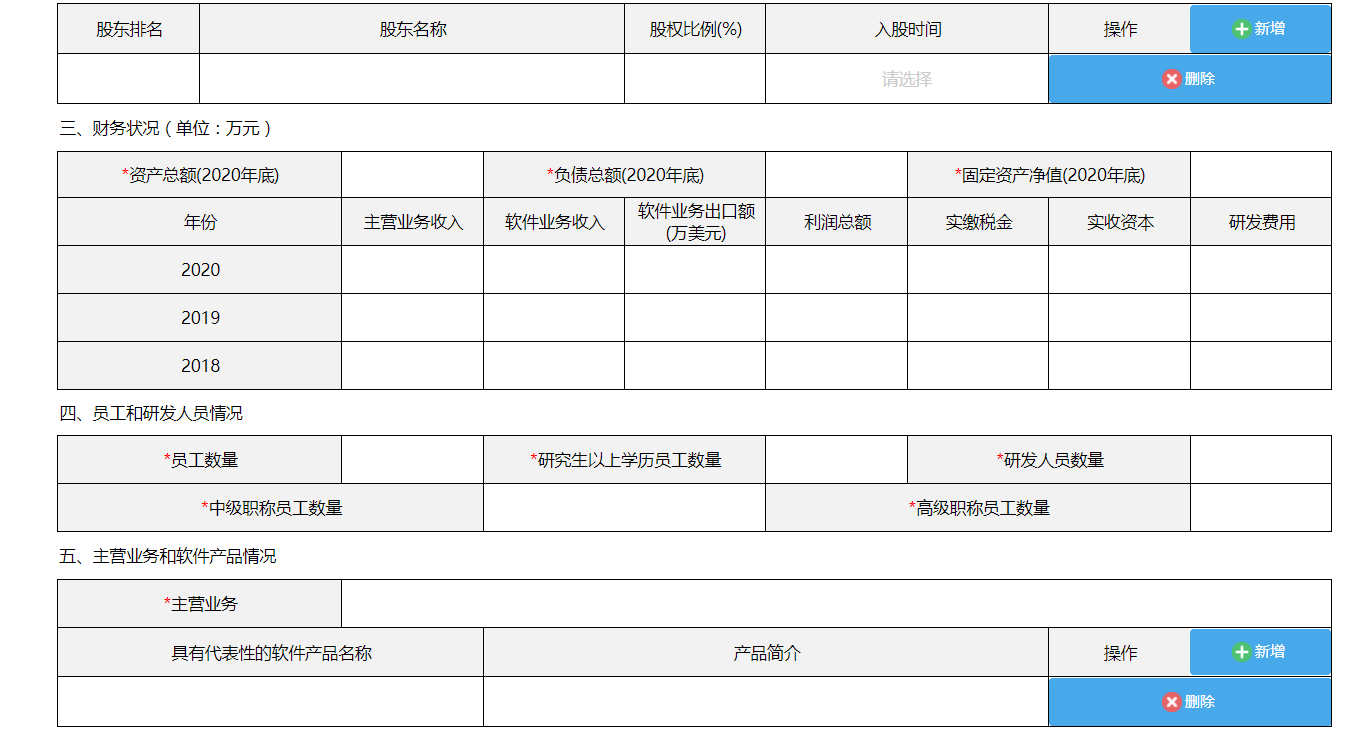 股东排名 股东名称 股权比例(%) 入股时间 操作 新增
请选择 删除
三、财务状况（单位：万元）
*资产总额(2020年底) *负债总额(2020年底) *固定资产净值(2020年底)
年份 主营业务收入 软件业务收入 软件业务出口额 利润总额 实缴税金 实收资本 研发费用
(万美元)
2020
2019
2018
四、员工和研发人员情况
*员工数量 *研究生以上学历员工数量 *研发人员数量
*中级职称员工数量 *高级职称员工数量
五、主营业务和软件产品情况
*主营业务
具有代表性的软件产品名称 产品简介 操作 新增
删除